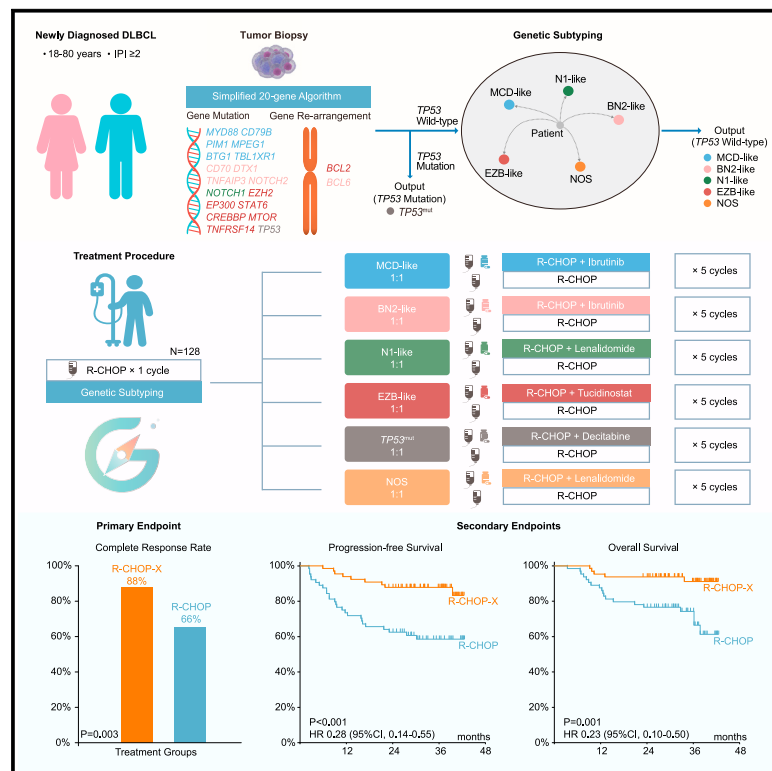 Newly Diagnosed DLBCL
• 18-80 years • IPI ≥2
Tumor Biopsy
Simplified 20-gene Algorithm
Gene Mutation
Gene Re-arrangement
MYD88 CD79B
PIM1 MPEG1
BTG1 TBL1XR1
CD70 DTX1
TNFAIP3 NOTCH2
NOTCH1 EZH2
EP300 STAT6
CREBBP MTOR
TNFRSF14 TP53
BCL2
BCL6
TP53
Wild-type
TP53
Mutation
Output
(TP53 Mutation)
TP53mut
Genetic Subtyping
N1-like
MCD-like
BN2-like
Patient
EZB-like
NOS
Output
(TP53 Wild-type)
MCD-like
BN2-like
N1-like
EZB-like
NOS
Treatment Procedure
N=128
R-CHOP × 1 cycle
Genetic Subtyping
MCD-like
1:1
R-CHOP + Ibrutinib
R-CHOP
× 5 cycles
BN2-like
1:1
R-CHOP + Ibrutinib
R-CHOP
× 5 cycles
N1-like
1:1
R-CHOP + Lenalidomide
R-CHOP
× 5 cycles
EZB-like
1:1
R-CHOP + Tucidinostat
R-CHOP
× 5 cycles
TP53mut
1:1
R-CHOP + Decitabine
R-CHOP
× 5 cycles
NOS
1:1
R-CHOP + Lenalidomide
R-CHOP
× 5 cycles
Primary Endpoint
Complete Response Rate
100%
80%
60%
40%
20%
0%
R-CHOP-X
88%
R-CHOP
66%
P=0.003
Treatment Groups
Secondary Endpoints
Progression-free Survival
100%
80%
60%
40%
20%
0%
R-CHOP-X
R-CHOP
P<0.001
HR 0.28 (95%CI, 0.14-0.55)
months
12
24
36
48
Overall Survival
100%
80%
60%
40%
20%
0%
R-CHOP-X
R-CHOP
P=0.001
HR 0.23 (95%CI, 0.10-0.50)
months
12
24
36
48